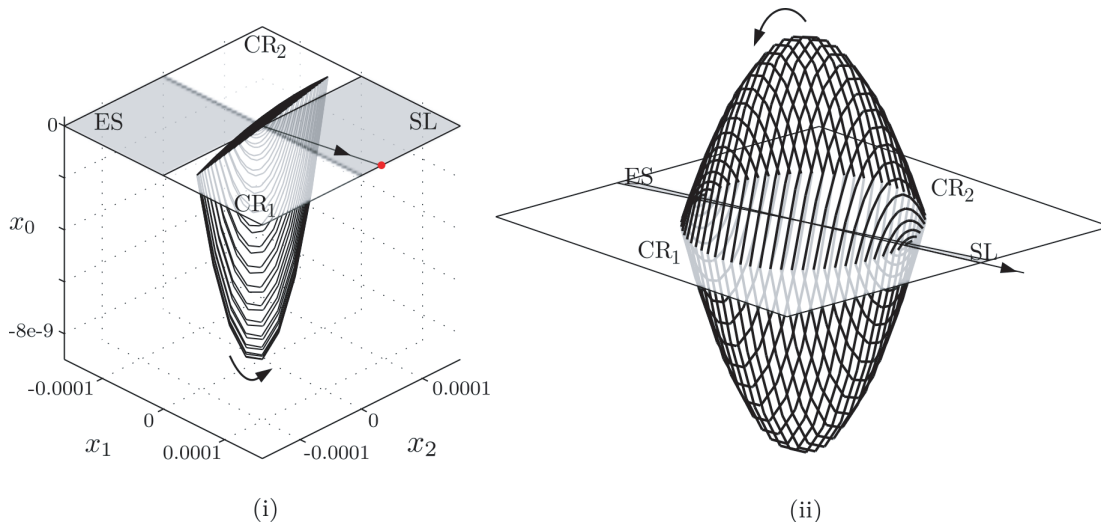 CR₂
0
ES
SL
CR₁
x₀
-8e-9
-0.0001
0
0.0001
x₁
-0.0001
0
0.0001
x₂
(i)
ES
CR₂
CR₁
SL
(ii)